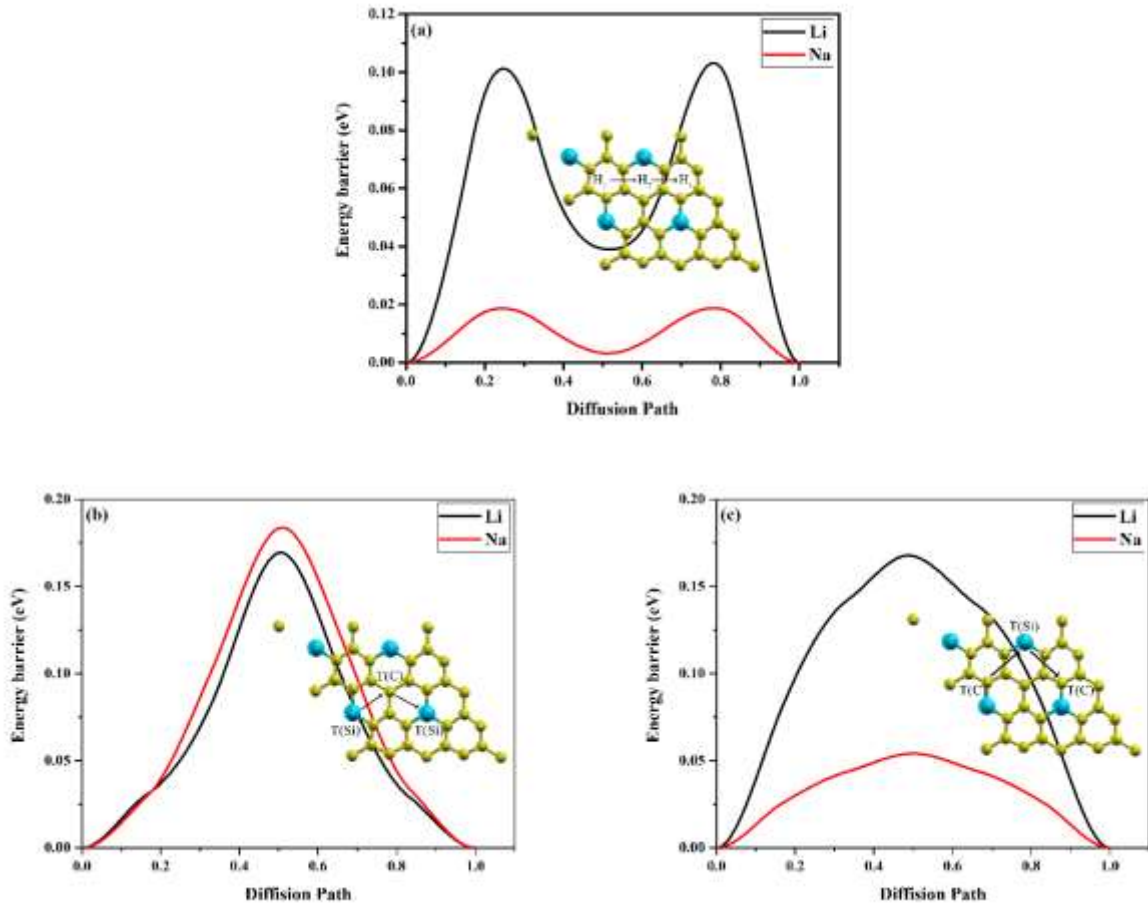 (a)
Li
Na
0.12
0.10
0.08
0.06
0.04
0.02
0.00
Energy barrier (eV)
H → H → H
0.0 0.2 0.4 0.6 0.8 1.0
Diffusion Path
(b)
Li
Na
0.20
0.15
0.10
0.05
0.00
Energy barrier (eV)
T(C)
T(Si) T(Si)
0.0 0.2 0.4 0.6 0.8 1.0
Diffision Path
(c)
Li
Na
0.20
0.15
0.10
0.05
0.00
Energy barrier (eV)
T(Si)
T(C) T(C)
0.0 0.2 0.4 0.6 0.8 1.0
Diffision Path